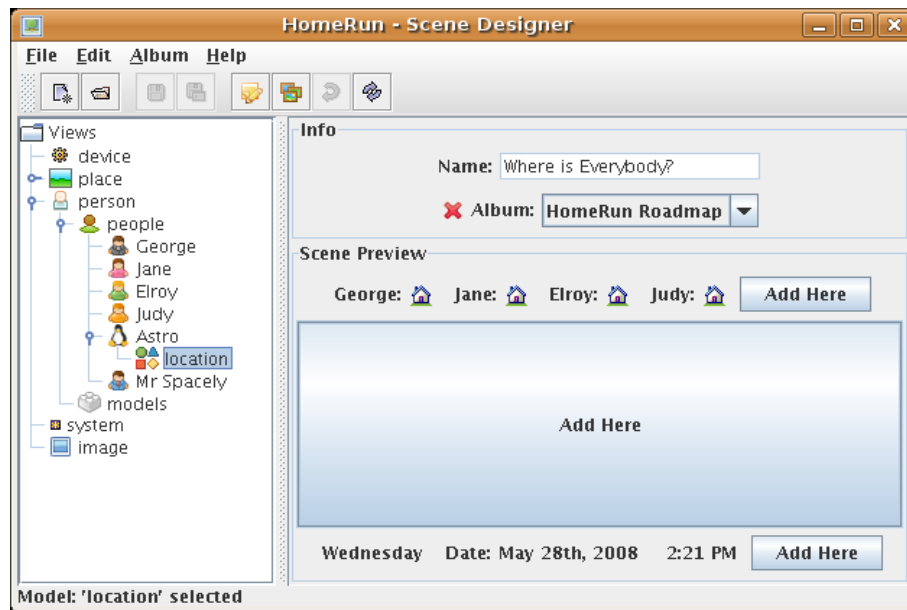 HomeRun - Scene Designer
File Edit Album Help
Views
device
place
person
people
George
Jane
Elroy
Judy
Astro
location
Mr Spacely
models
system
image
Info
Name: Where is Everybody?
Album: HomeRun Roadmap
Scene Preview
George: Jane: Elroy: Judy: Add Here
Add Here
Wednesday Date: May 28th, 2008 2:21 PM Add Here
Model: 'location' selected